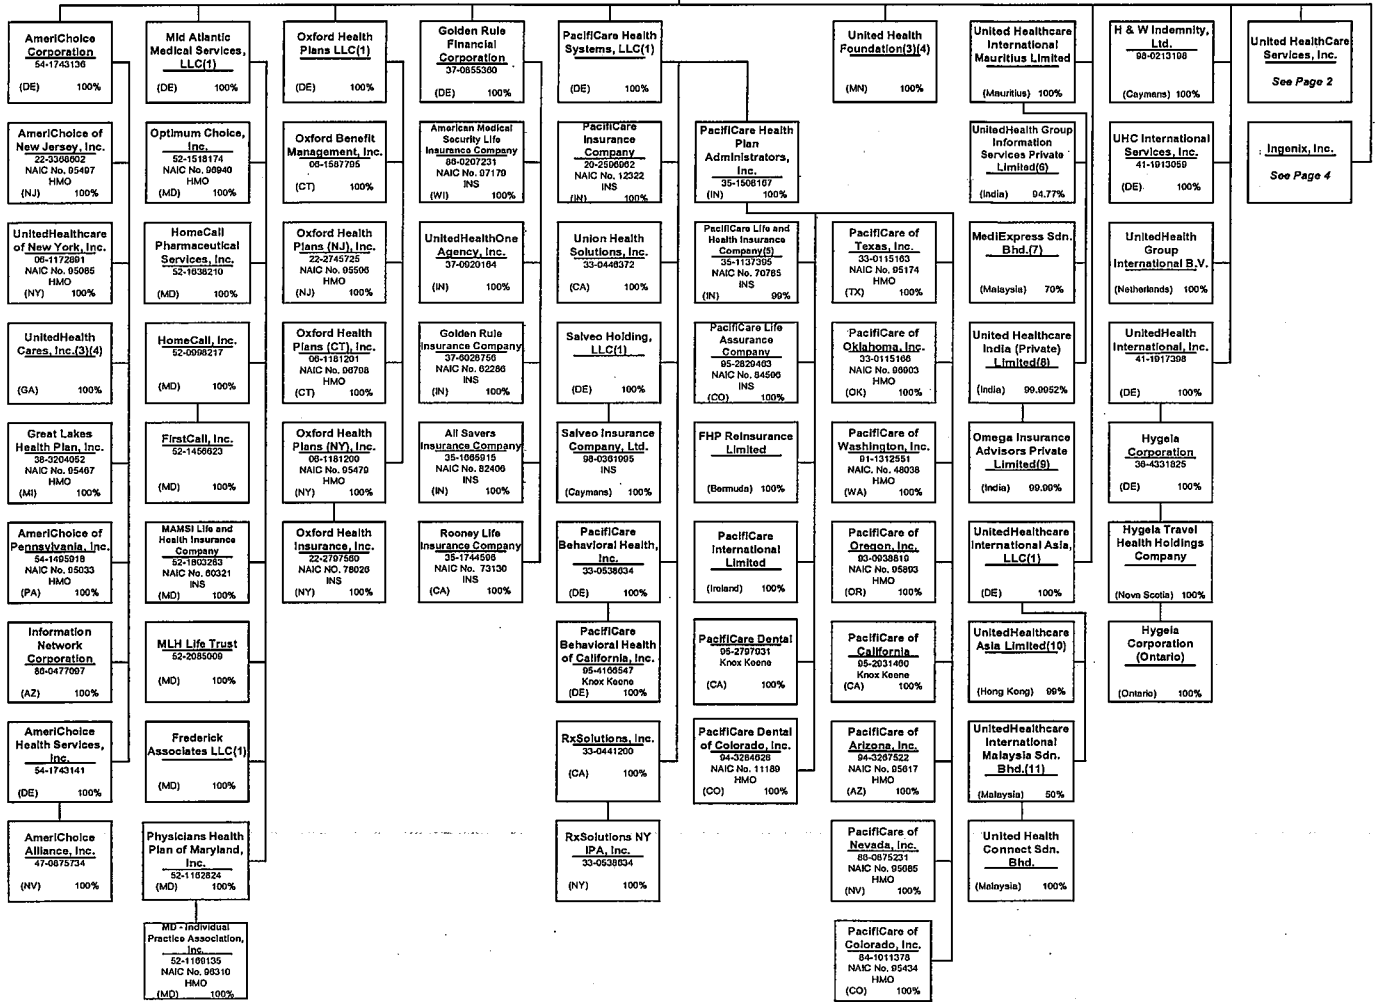 AmeriChoice
Corporation
54-1743136
(DE) 100%
AmeriChoice of
New Jersey, Inc.
22-3368602
NAIC No. 95497
HMO
(NJ) 100%
UnitedHealthcare
of New York, Inc.
06-1172891
NAIC No. 95085
HMO
(NY) 100%
UnitedHealth
Cares, Inc.(3)(4)
(GA) 100%
Great Lakes
Health Plan, Inc.
38-3204052
NAIC No. 95467
HMO
(MI) 100%
AmeriChoice of
Pennsylvania, Inc.
54-1495918
NAIC No. 95033
HMO
(PA) 100%
Information
Network
Corporation
86-0477097
(AZ) 100%
AmeriChoice
Health Services,
Inc.
54-1743141
(DE) 100%
AmeriChoice
Alliance, Inc.
47-0875734
(NV) 100%
Mid Atlantic
Medical Services,
LLC(1)
(DE) 100%
Optimum Choice,
Inc.
52-1518174
NAIC No. 96940
HMO
(MD) 100%
HomeCall
Pharmaceutical
Services, Inc.
52-1638210
(MD) 100%
HomeCall, Inc.
52-0998217
(MD) 100%
FirstCall, Inc.
52-1456623
(MD) 100%
MAMSI Life and
Health Insurance
Company
52-1803283
NAIC No. 60321
INS
(MD) 100%
MLH Life Trust
52-2085009
(MD) 100%
Frederick
Associates LLC(1)
(MD) 100%
Physicians Health
Plan of Maryland,
Inc.
52-1162824
(MD) 100%
MD - Individual
Practice Association,
Inc.
52-1169135
NAIC No. 96310
HMO
(MD) 100%
Oxford Health
Plans LLC(1)
(DE) 100%
Oxford Benefit
Management, Inc.
06-1587795
(CT) 100%
Oxford Health
Plans (NJ), Inc.
22-2745725
NAIC No. 95506
HMO
(NJ) 100%
Oxford Health
Plans (CT), Inc.
06-1181201
NAIC No. 96798
HMO
(CT) 100%
Oxford Health
Plans (NY), Inc.
06-1181200
NAIC No. 95479
HMO
(NY) 100%
Oxford Health
Insurance, Inc.
22-2797560
NAIC NO. 78026
INS
(NY) 100%
Golden Rule
Financial
Corporation
37-0855360
(DE) 100%
American Medical
Security Life
Insurance Company
86-0207231
NAIC No. 97179
INS
(WI) 100%
UnitedHealthOne
Agency, Inc.
37-0920164
(IN) 100%
Golden Rule
Insurance Company
37-6028756
NAIC No. 62286
INS
(IN) 100%
All Savers
Insurance Company
35-1665915
NAIC No. 82406
INS
(IN) 100%
Rooney Life
Insurance Company
35-1744596
NAIC No. 73130
INS
(CA) 100%
PacifiCare Health
Systems, LLC(1)
(DE) 100%
PacifiCare
Insurance
Company
20-2506962
NAIC No. 12322
INS
(IN) 100%
Union Health
Solutions, Inc.
33-0446372
(CA) 100%
Salveo Holding,
LLC(1)
(DE) 100%
Salveo Insurance
Company, Ltd.
98-0361095
INS
(Caymans) 100%
PacifiCare
Behavioral Health,
Inc.
33-0538634
(DE) 100%
PacifiCare
Behavioral Health
of California, Inc.
95-4166547
Knox Keene
(DE) 100%
RxSolutions, Inc.
33-0441200
(CA) 100%
RxSolutions NY
IPA, Inc.
33-0538634
(NY) 100%
PacifiCare Health
Plan
Administrators,
Inc.
35-1508167
(IN) 100%
PacifiCare Life and
Health Insurance
Company(5)
35-1137395
NAIC No. 70785
INS
(IN) 99%
PacifiCare Life
Assurance
Company
95-2829463
NAIC No. 84506
INS
(CO) 100%
FHP Reinsurance
Limited
(Bermuda) 100%
PacifiCare
International
Limited
(Ireland) 100%
PacifiCare Dental
95-2797931
Knox Keene
(CA) 100%
PacifiCare Dental
of Colorado, Inc.
94-3284628
NAIC No. 11189
HMO
(CO) 100%
United Health
Foundation(3)(4)
(MN) 100%
PacifiCare of
Texas, Inc.
33-0115163
NAIC No. 95174
HMO
(TX) 100%
PacifiCare of
Oklahoma, Inc.
33-0115166
NAIC No. 96903
HMO
(OK) 100%
PacifiCare of
Washington, Inc.
91-1312551
NAIC. No. 48038
HMO
(WA) 100%
PacifiCare of
Oregon, Inc.
93-0938819
NAIC No. 95893
HMO
(OR) 100%
PacifiCare of
California
95-2931460
Knox Keene
(CA) 100%
PacifiCare of
Arizona, Inc.
94-3267522
NAIC No. 95617
HMO
(AZ) 100%
PacifiCare of
Nevada, Inc.
86-0875231
NAIC No. 95685
HMO
(NV) 100%
PacifiCare of
Colorado, Inc.
84-1011378
NAIC No. 95434
HMO
(CO) 100%
United Healthcare
International
Mauritius Limited
(Mauritius) 100%
UnitedHealth Group
Information
Services Private
Limited(6)
(India) 94.77%
MediExpress Sdn.
Bhd.(7)
(Malaysia) 70%
United Healthcare
India (Private)
Limited(8)
(India) 99.9952%
Omega Insurance
Advisors Private
Limited(9)
(India) 99.99%
UnitedHealthcare
International Asia,
LLC(1)
(DE) 100%
UnitedHealthcare
Asia Limited(10)
(Hong Kong) 99%
UnitedHealthcare
International
Malaysia Sdn.
Bhd.(11)
(Malaysia) 50%
United Health
Connect Sdn.
Bhd.
(Malaysia) 100%
H & W Indemnity,
Ltd.
98-0213198
(Caymans) 100%
UHC International
Services, Inc.
41-1913059
(DE) 100%
UnitedHealth
Group
International B.V.
(Netherlands) 100%
UnitedHealth
International, Inc.
41-1917398
(DE) 100%
Hygeia
Corporation
36-4331825
(DE) 100%
Hygeia Travel
Health Holdings
Company
(Nova Scotia) 100%
Hygeia
Corporation
(Ontario)
(Ontario) 100%
United HealthCare
Services, Inc.
See Page 2
Ingenix, Inc.
See Page 4